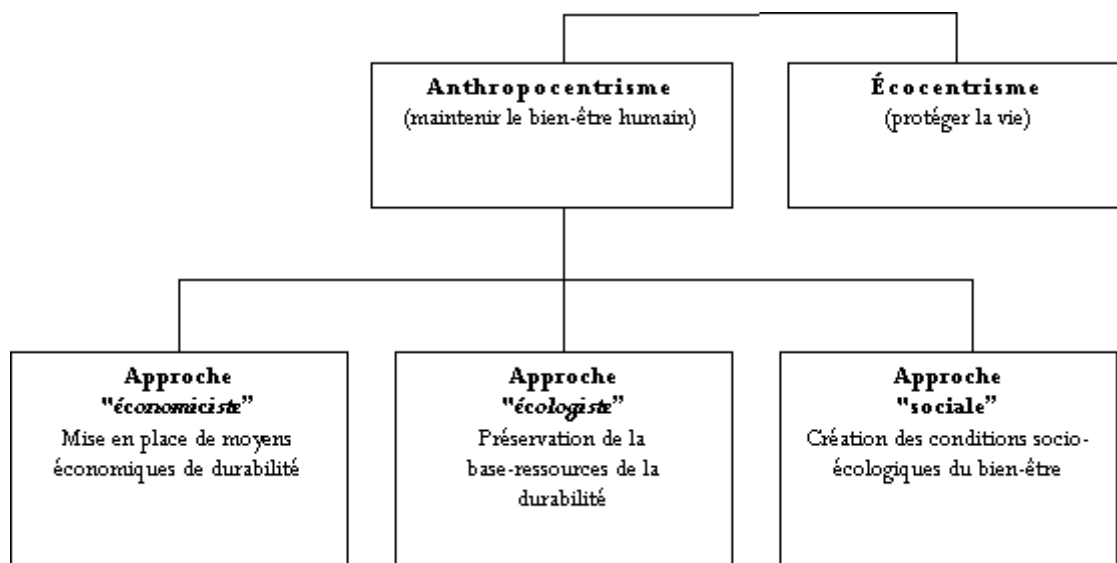 Anthropocentrisme
(maintenir le bien-être humain)
Écocentrisme
(protéger la vie)
Approche
"économiciste”
Mise en place de moyens
économiques de durabilité
Approche
"écologiste”
Préservation de la
base-ressources de la
durabilité
Approche
"sociale”
Création des conditions socio-
écologiques du bien-être